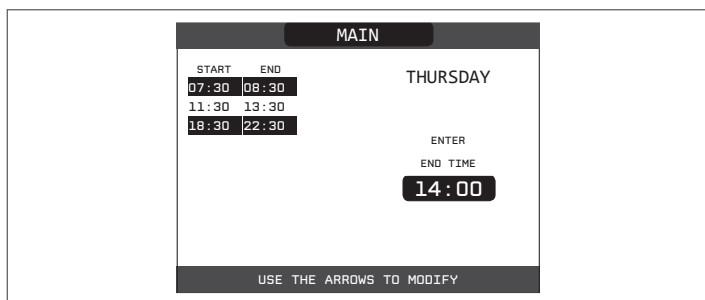 MAIN
START END
07:30 08:30
11:30 13:30
18:30 22:30
THURSDAY
ENTER
END TIME
14:00
USE THE ARROWS TO MODIFY